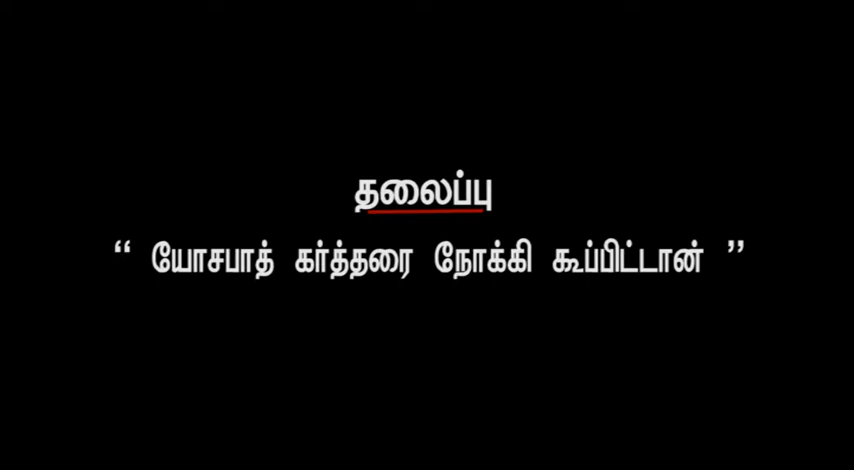 தலைப்பு
“ யோசபாத் கர்த்தரை நோக்கி கூப்பிட்டான் ”